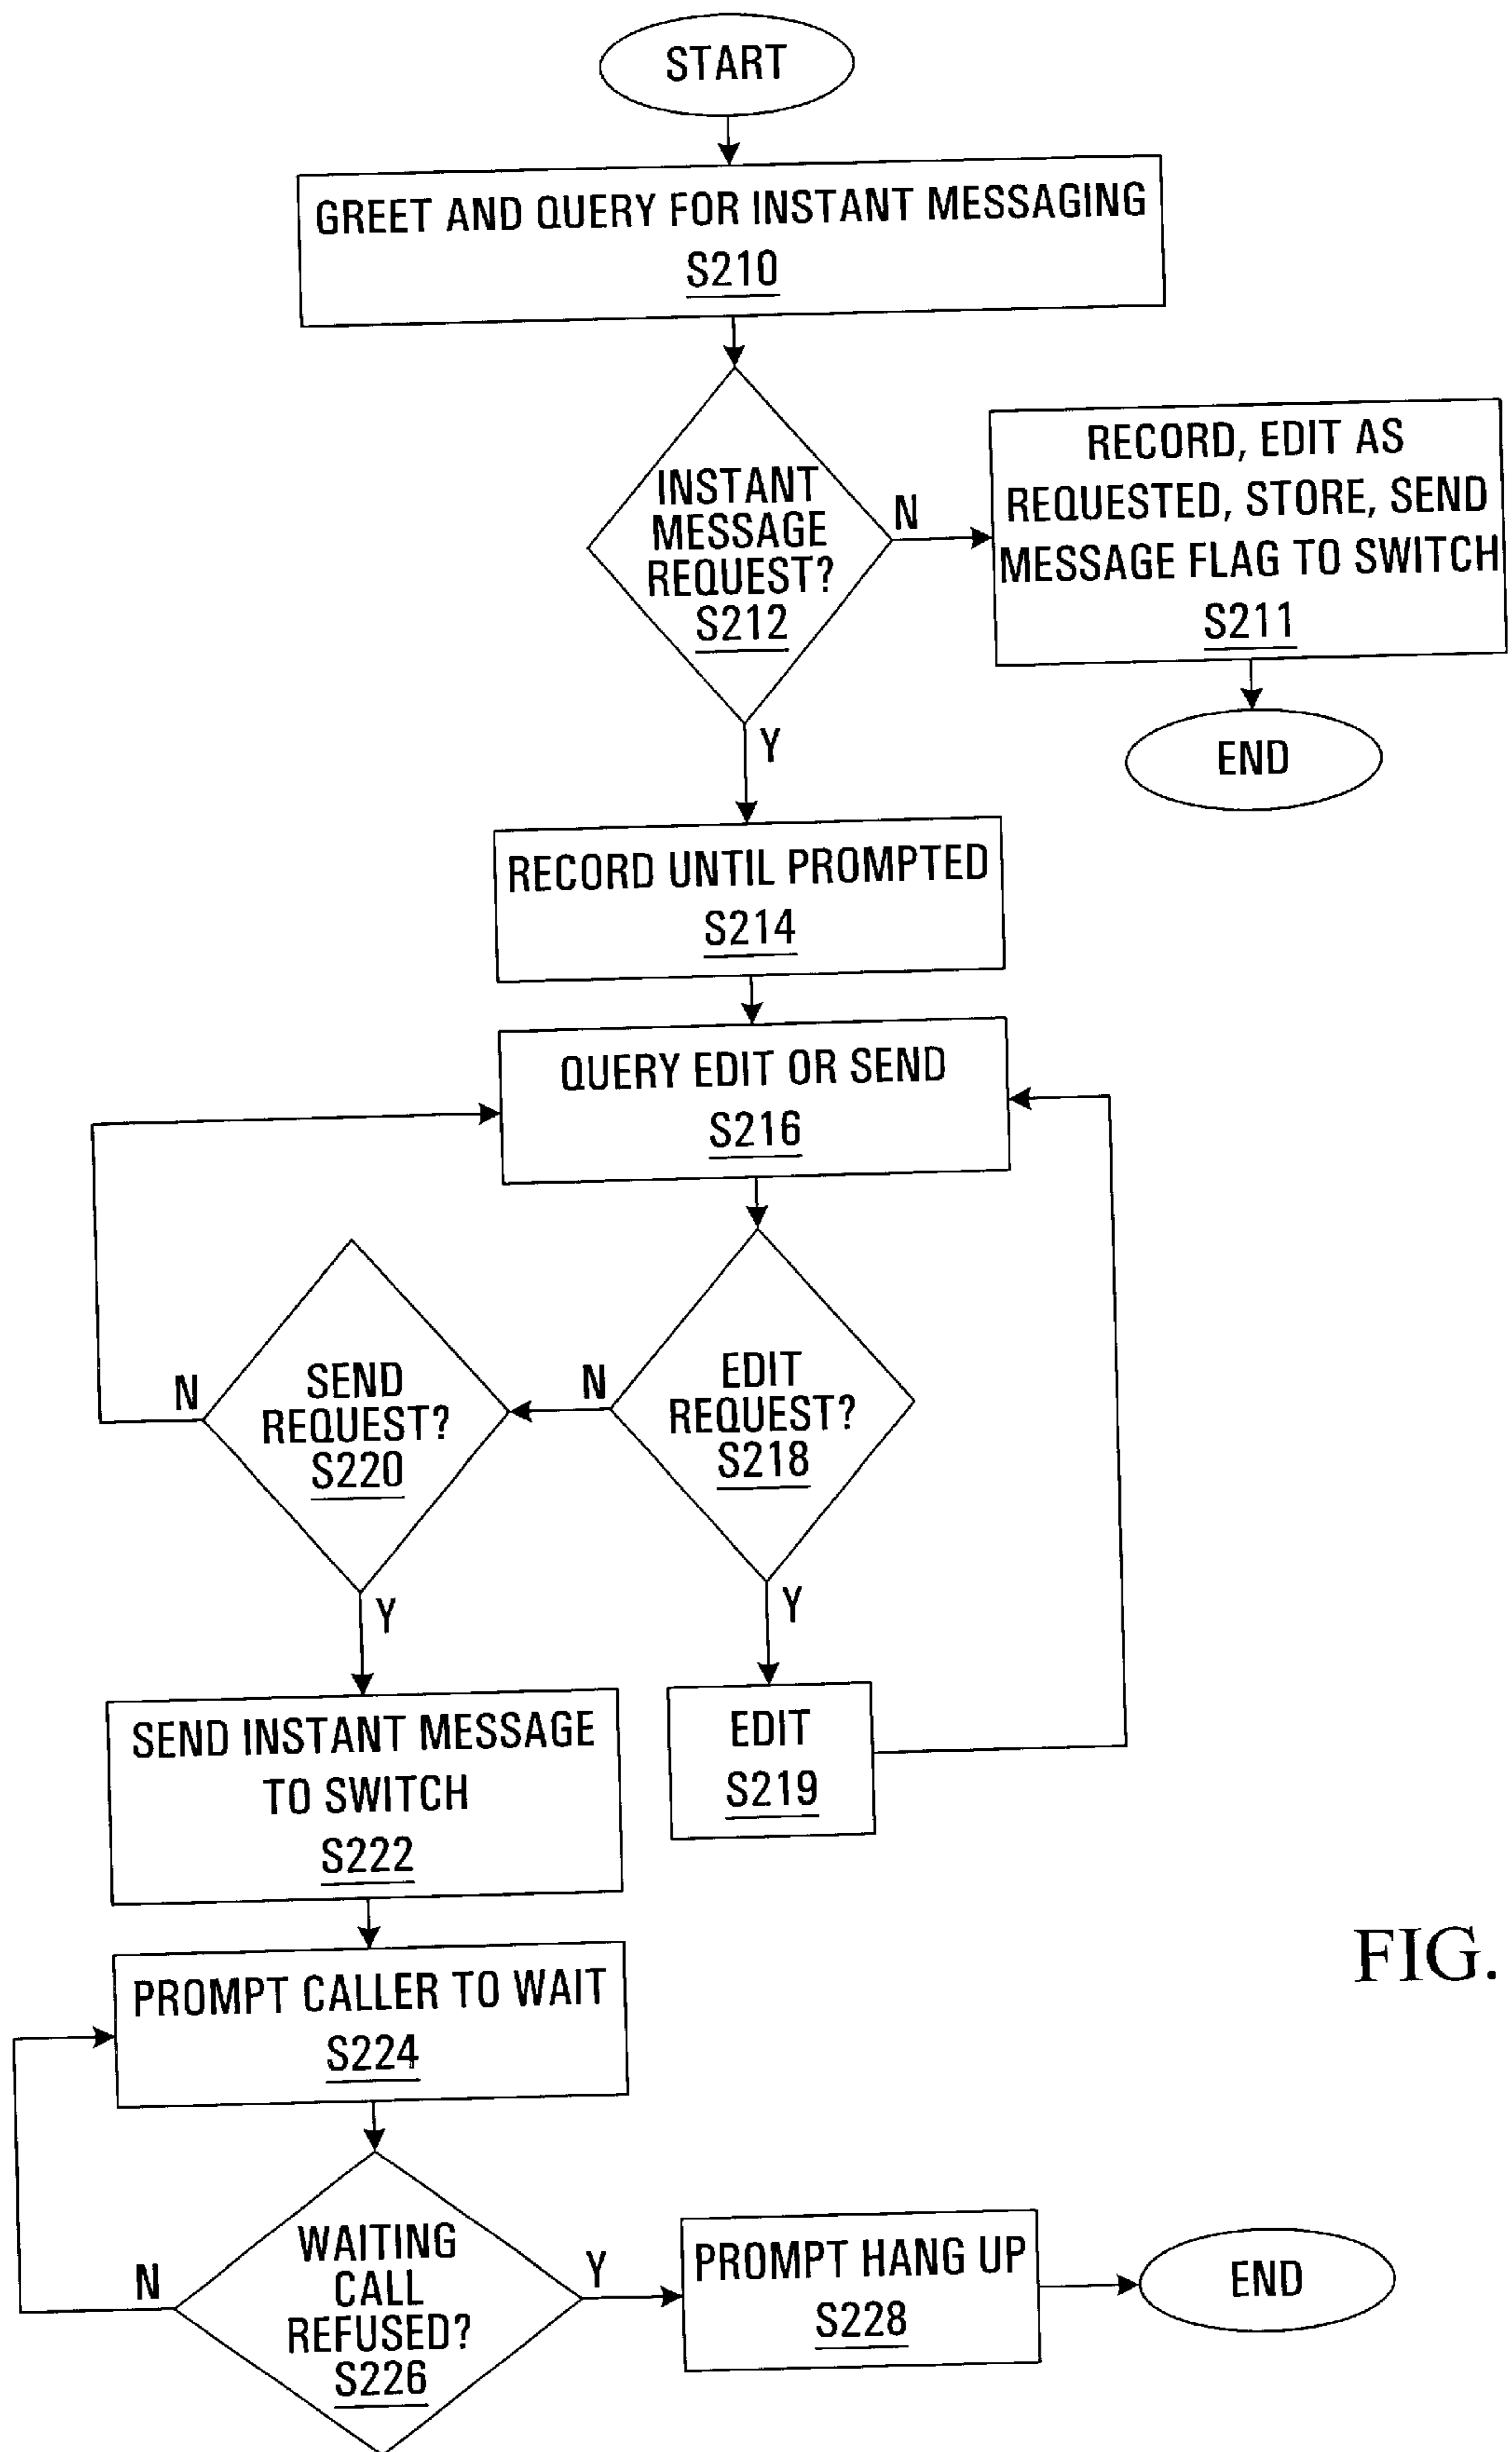 START
GREET AND QUERY FOR INSTANT MESSAGING
S210
INSTANT
MESSAGE
REQUEST?
S212
N
RECORD, EDIT AS
REQUESTED, STORE, SEND
MESSAGE FLAG TO SWITCH
S211
END
Y
RECORD UNTIL PROMPTED
S214
QUERY EDIT OR SEND
S216
EDIT
REQUEST?
S218
N
SEND
REQUEST?
S220
N
Y
Y
EDIT
S219
SEND INSTANT MESSAGE
TO SWITCH
S222
PROMPT CALLER TO WAIT
S224
WAITING
CALL
REFUSED?
S226
N
Y
PROMPT HANG UP
S228
END
FIG.